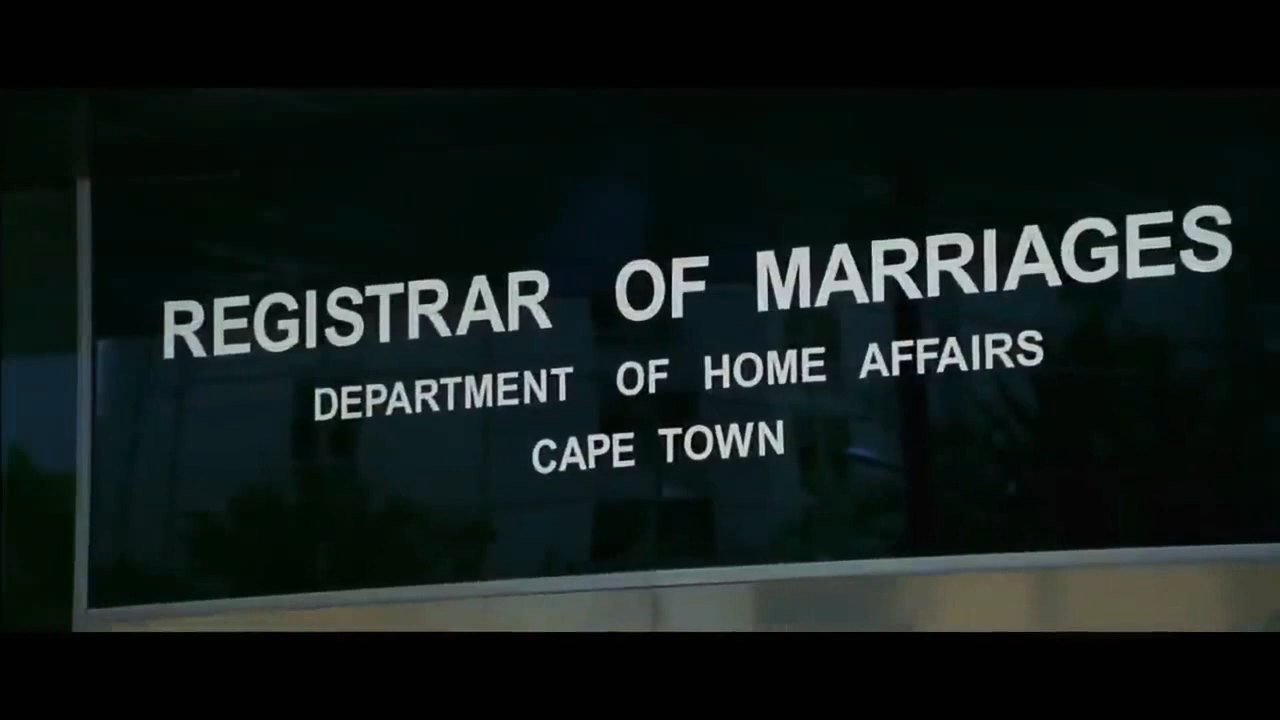 REGISTRAR OF MARRIAGES
DEPARTMENT OF HOME AFFAIRS
CAPE TOWN